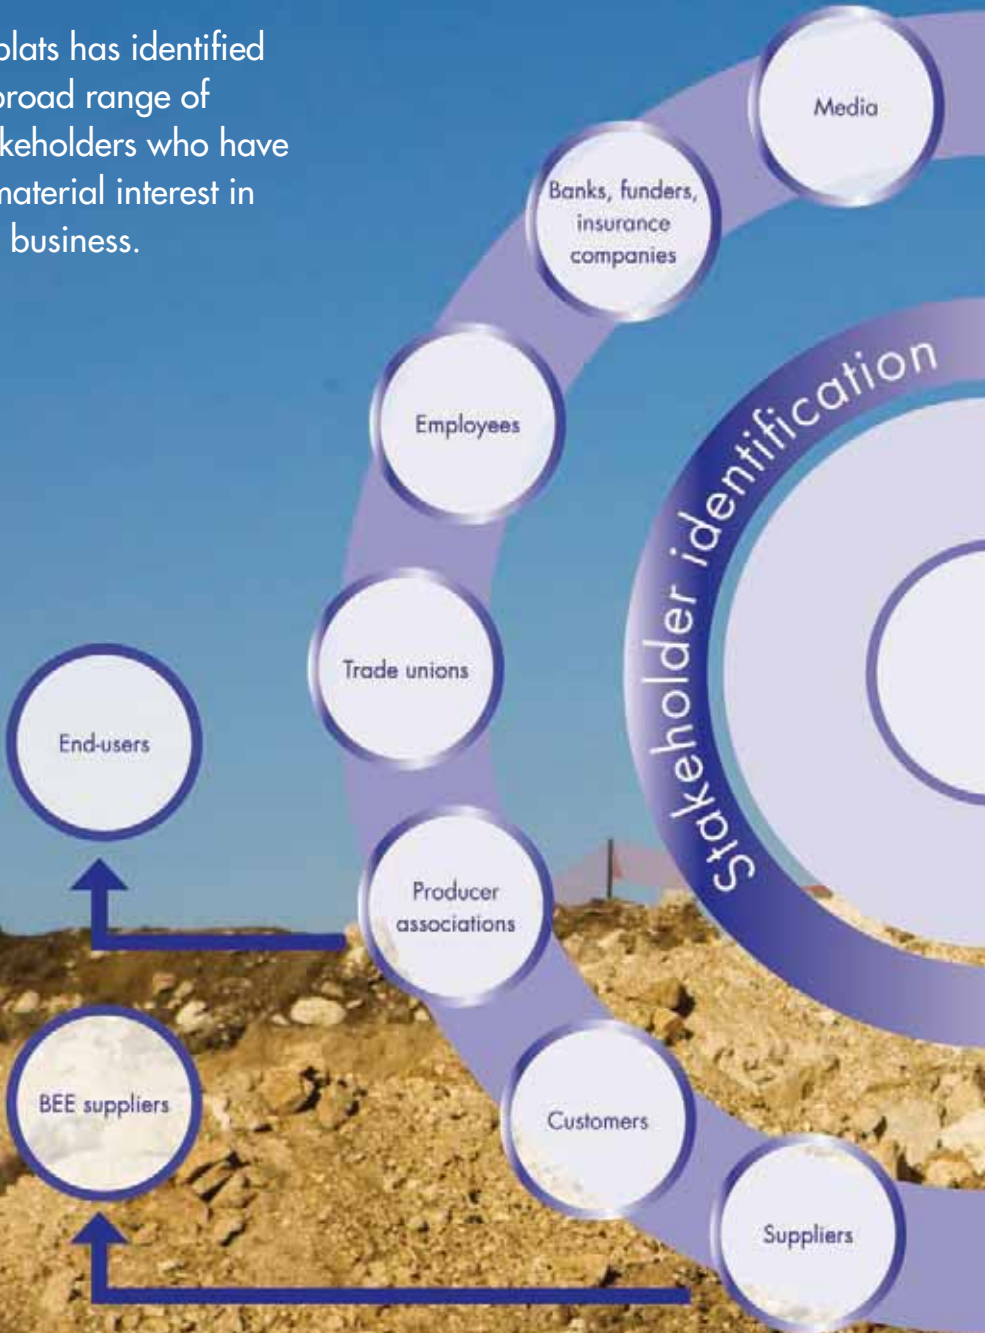 plats has identified
broad range of
keholders who have
material interest in
business.
Media
Banks, funders,
insurance
companies
Employees
Stakeholder identification
Trade unions
End-users
Producer
associations
BEE suppliers
Customers
Suppliers